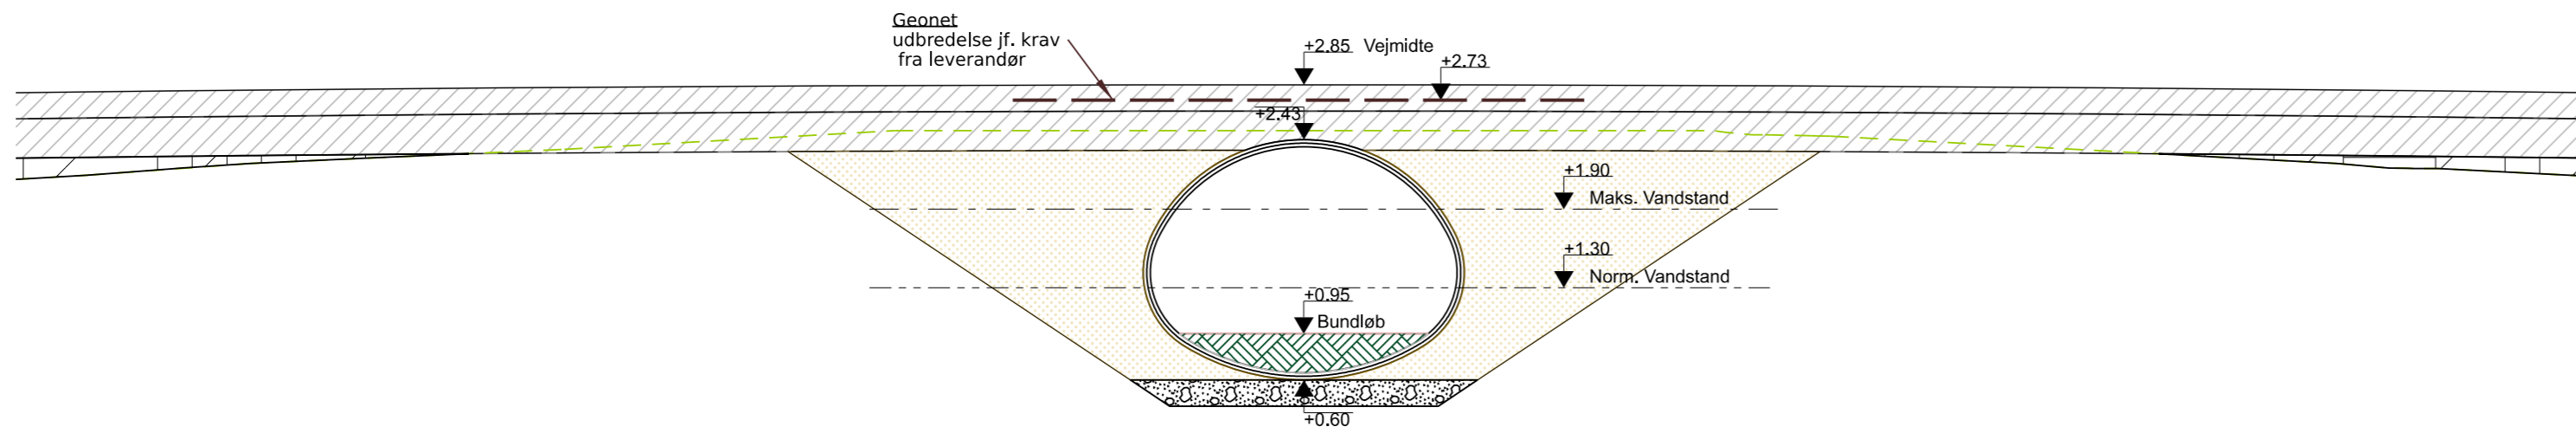 Geonet
udbredelse jf. krav
fra leverandør
+2.85 Vejmidte
+2.73
+2.43
+1.90
Maks. Vandstand
+1.30
Norm. Vandstand
+0.95
Bundløb
+0.60